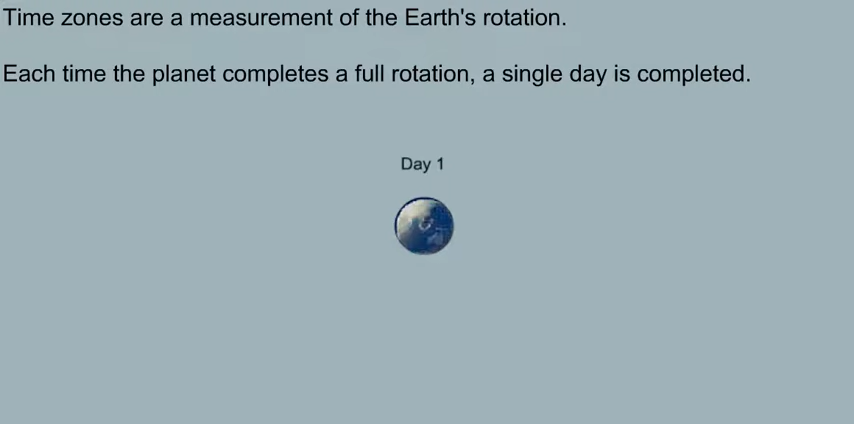 Time zones are a measurement of the Earth's rotation.
Each time the planet completes a full rotation, a single day is completed.
Day 1